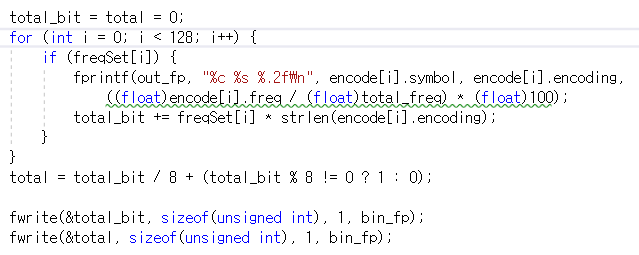 total_bit = total = 0;
for (int i = 0; i < 128; i++) {
if (freqSet[i]) {
fprintf(out_fp, "%c %s %.2f₩n", encode[i].symbol, encode[i].encoding,
((float)encode[i].freq / (float)total_freq) * (float)100);
total_bit += freqSet[i] * strlen(encode[i].encoding);
}
}
total = total_bit / 8 + (total_bit % 8 != 0 ? 1 : 0);
fwrite(&total_bit, sizeof(unsigned int), 1, bin_fp);
fwrite(&total, sizeof(unsigned int), 1, bin_fp);